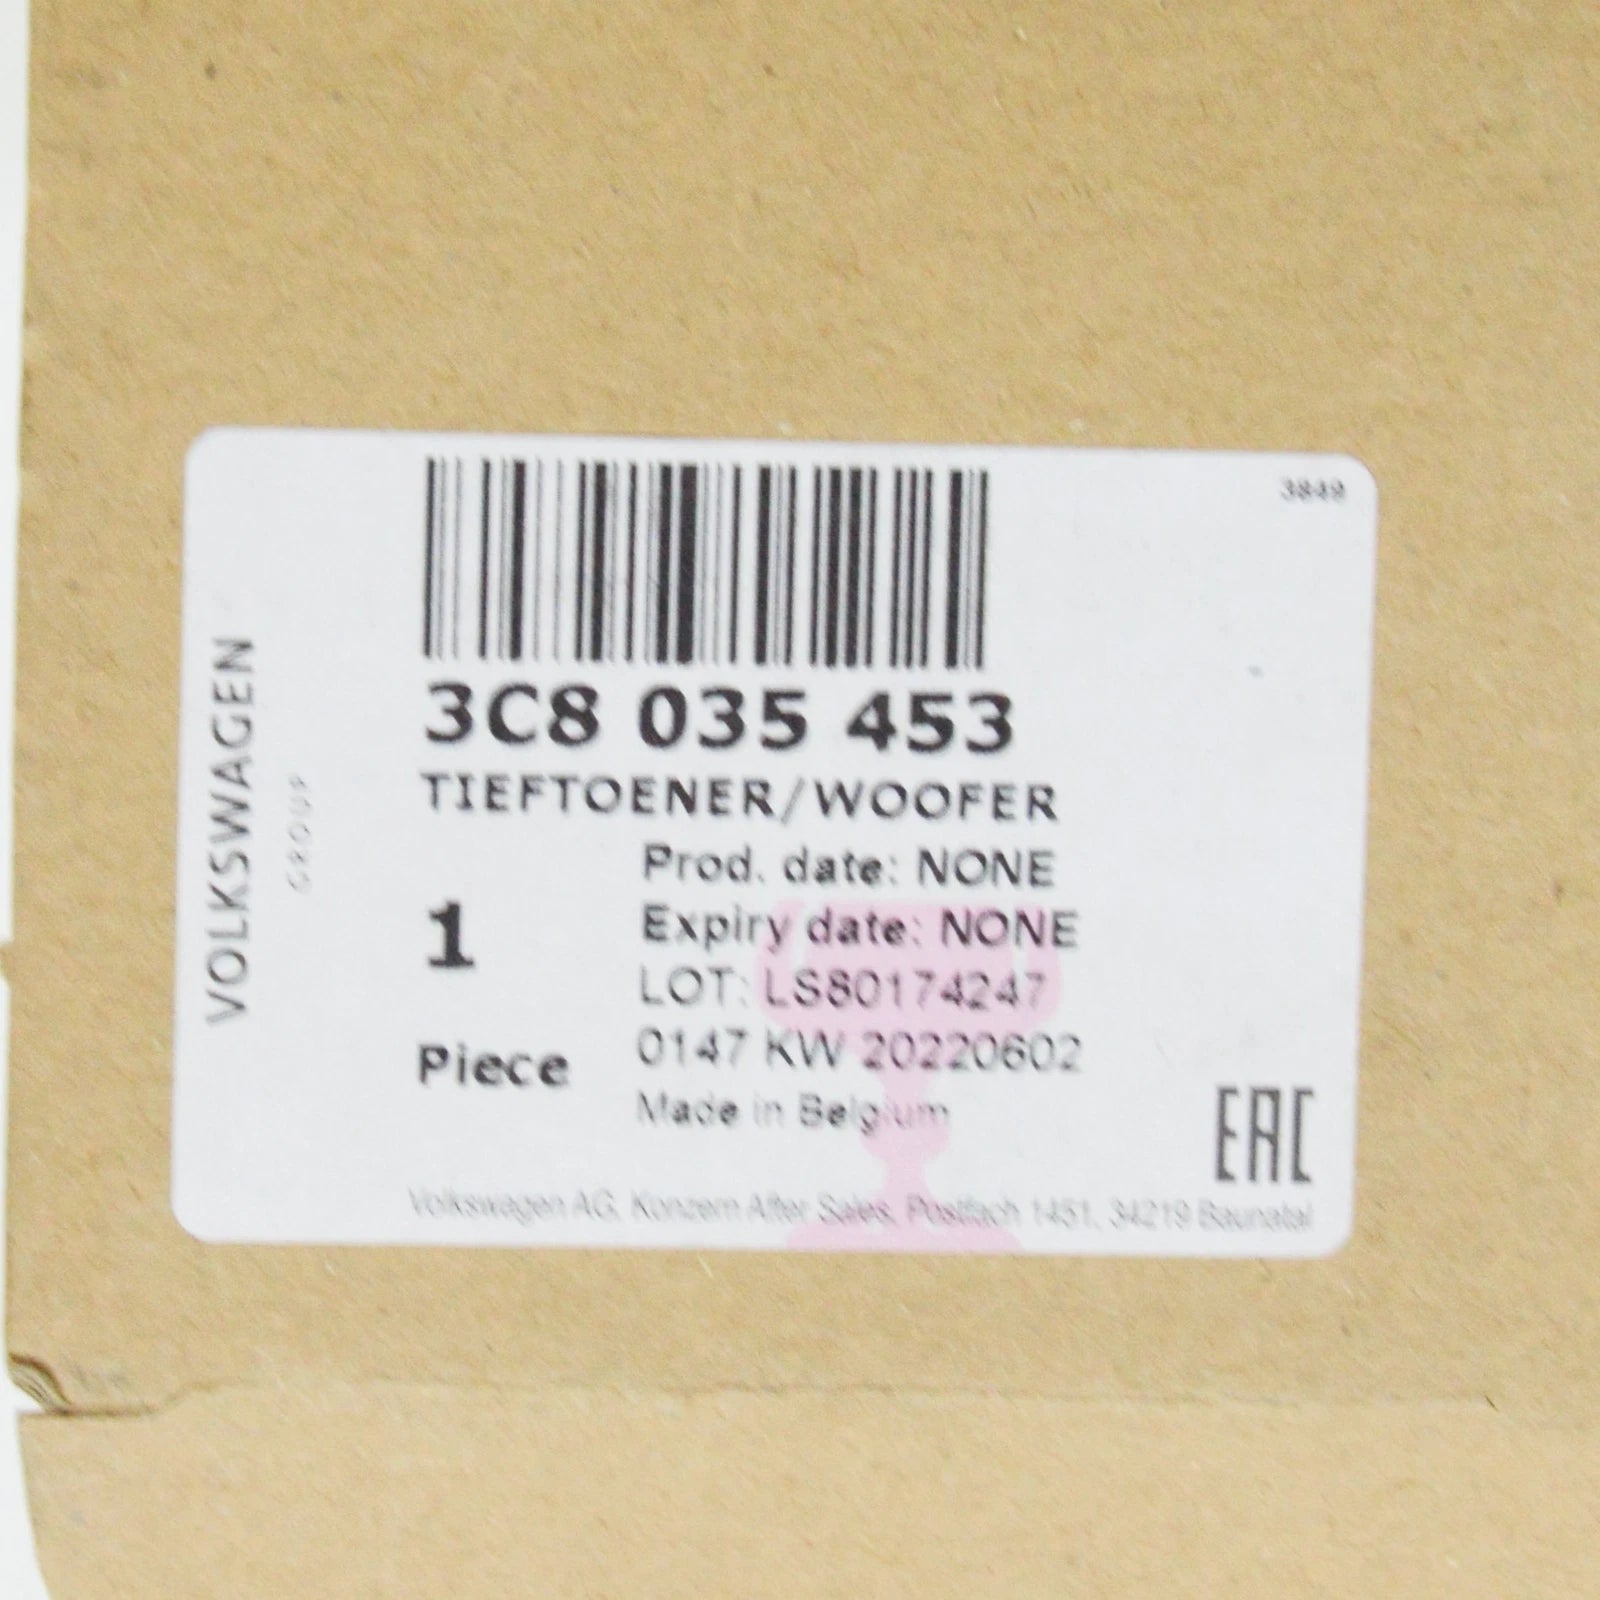 3849
VOLKSWAGEN
GROUP
3C8 035 453
TIEFTOENER/WOOFER
1
Piece
Prod. date: NONE
Expiry date: NONE
LOT: LS80174247
0147 KW 20220602
Made in Belgium
EAC
Volkswagen AG, Konzern After Sales, Postfach 1451, 34219 Baunatal